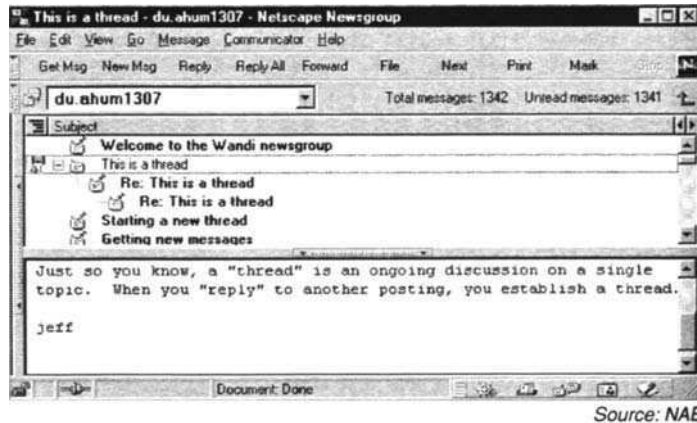 This is a thread - du.ahum1307 - Netscape Newsgroup
File Edit View Go Message Communicator Help
Get Msg New Msg Reply Reply All Forward File Next Print Mark Stop
du.ahum1307 Total messages: 1342 Unread messages: 1341
Subject
Welcome to the Wandi newsgroup
This is a thread
Re: This is a thread
Re: This is a thread
Starting a new thread
Getting new messages
Just so you know, a "thread" is an ongoing discussion on a single
topic. When you "reply" to another posting, you establish a thread.
jeff
Document: Done
Source: NAE